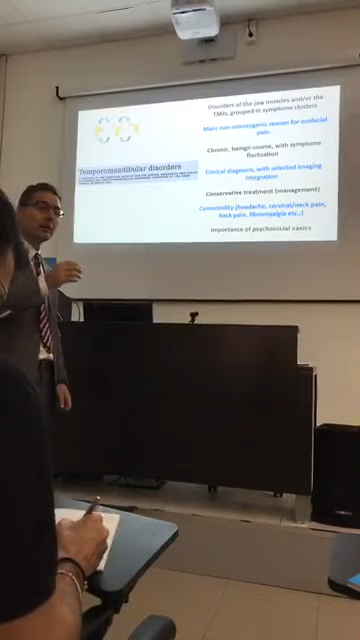 Disorders of the jaw muscles and/or the
TMJs, grouped in symptoms clusters
Main non-odontogenic reason for orofacial
pain
Chronic, benign course, with symptoms
fluctuation
Temporomandibular disorders
Clinical diagnosis, with selected imaging
integration
Conservative treatment (management)
Comorbidity (headache, cervical/neck pain,
back pain, fibromyalgia etc..)
Importance of psychosocial